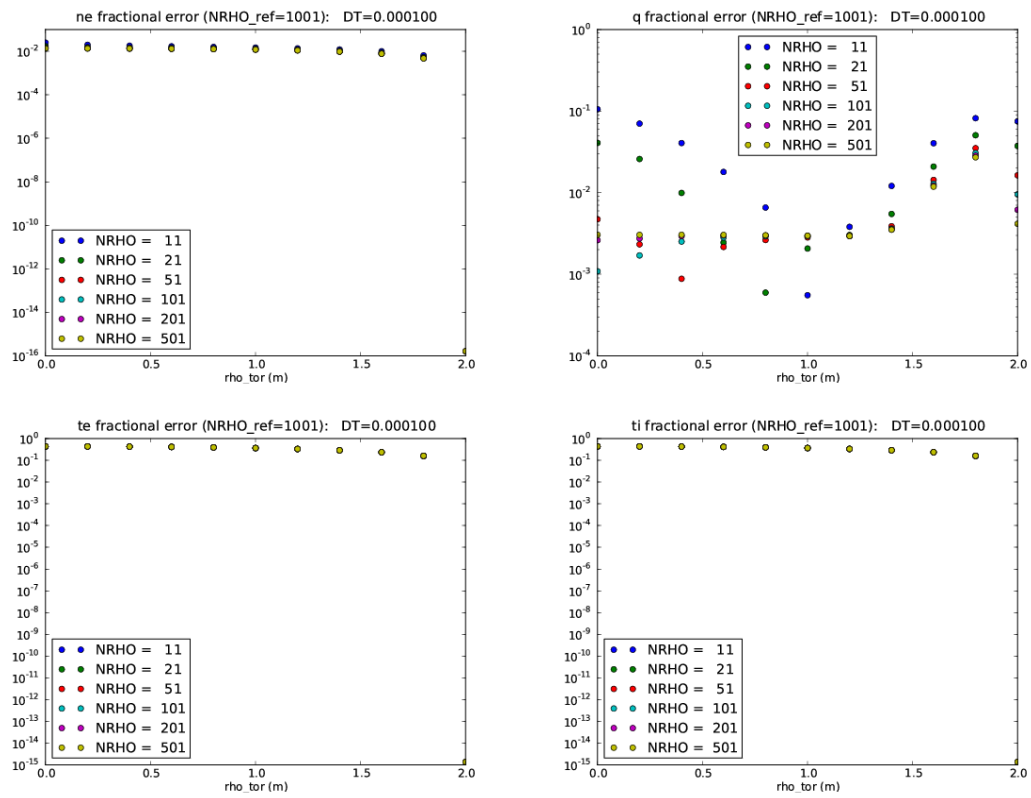 ne fractional error (NRHO_ref=1001): DT=0.000100
10^-2
10^-4
10^-6
10^-8
10^-10
10^-12
10^-14
10^-16
NRHO = 11
NRHO = 21
NRHO = 51
NRHO = 101
NRHO = 201
NRHO = 501
0.0 0.5 1.0 1.5 2.0
rho_tor (m)
q fractional error (NRHO_ref=1001): DT=0.000100
10^0
10^-1
10^-2
10^-3
10^-4
NRHO = 11
NRHO = 21
NRHO = 51
NRHO = 101
NRHO = 201
NRHO = 501
0.0 0.5 1.0 1.5 2.0
rho_tor (m)
te fractional error (NRHO_ref=1001): DT=0.000100
10^0
10^-1
10^-2
10^-3
10^-4
10^-5
10^-6
10^-7
10^-8
10^-9
10^-10
10^-11
10^-12
10^-13
10^-14
10^-15
NRHO = 11
NRHO = 21
NRHO = 51
NRHO = 101
NRHO = 201
NRHO = 501
0.0 0.5 1.0 1.5 2.0
rho_tor (m)
ti fractional error (NRHO_ref=1001): DT=0.000100
10^0
10^-1
10^-2
10^-3
10^-4
10^-5
10^-6
10^-7
10^-8
10^-9
10^-10
10^-11
10^-12
10^-13
10^-14
10^-15
NRHO = 11
NRHO = 21
NRHO = 51
NRHO = 101
NRHO = 201
NRHO = 501
0.0 0.5 1.0 1.5 2.0
rho_tor (m)